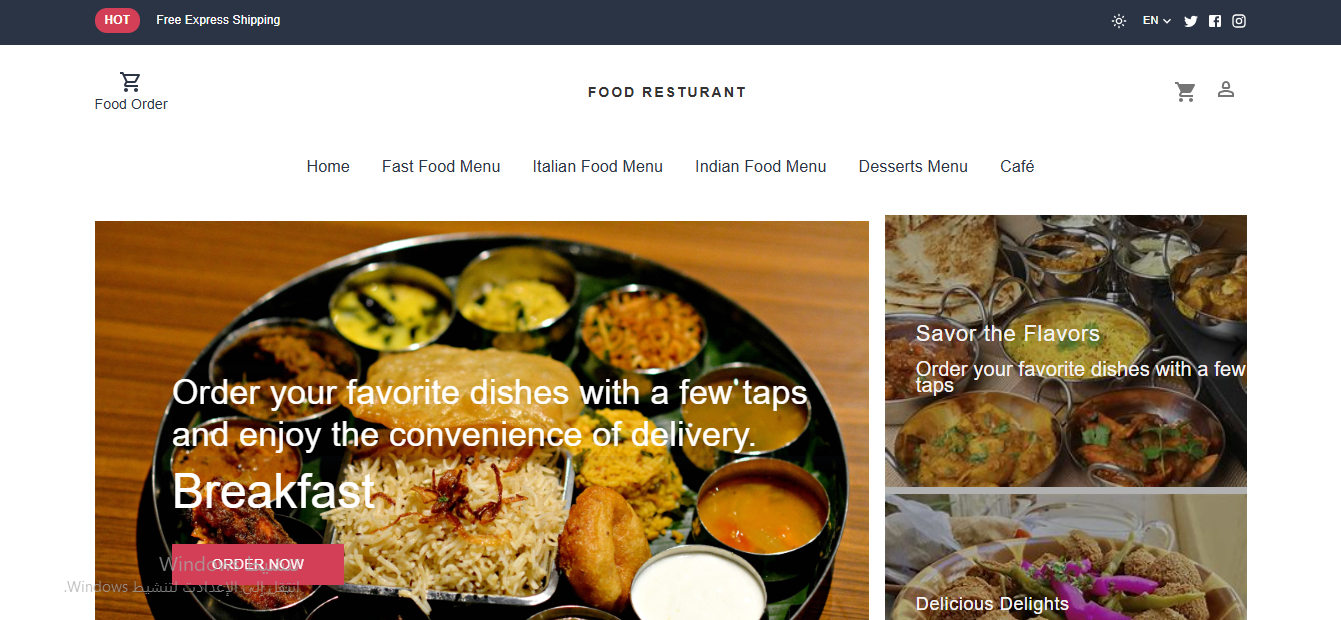 HOT
Free Express Shipping
EN
Food Order
FOOD RESTURANT
Home
Fast Food Menu
Italian Food Menu
Indian Food Menu
Desserts Menu
Café
Order your favorite dishes with a few taps
and enjoy the convenience of delivery.
Breakfast
ORDER NOW
Savor the Flavors
Order your favorite dishes with a few
taps
Delicious Delights
تنشيط Windows
انتقل إلى الإعدادات لتنشيط Windows.